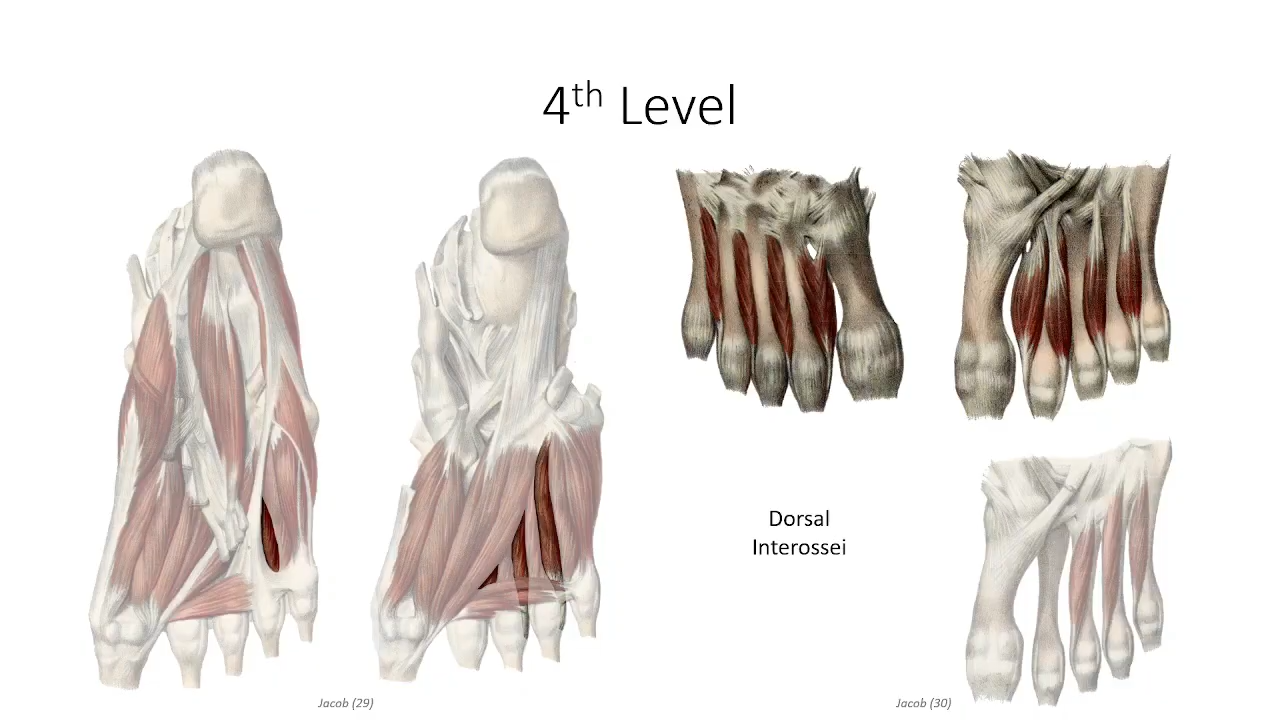 4th Level
Dorsal
Interossei
Jacob (29)
Jacob (30)